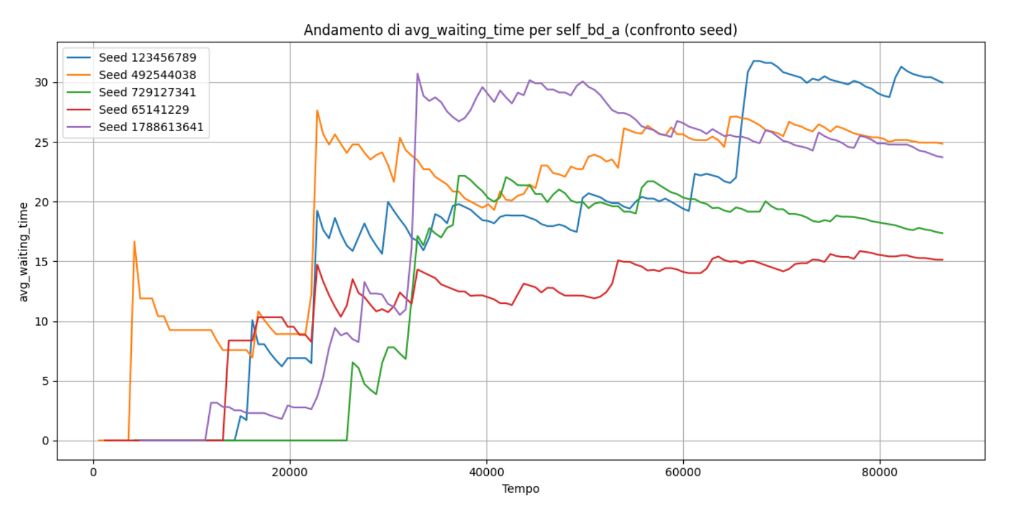 Andamento di avg_waiting_time per self_bd_a (confronto seed)
Seed 123456789
Seed 492544038
Seed 729127341
Seed 65141229
Seed 1788613641
avg_waiting_time
30
25
20
15
10
5
0
0 20000 40000 60000 80000
Tempo